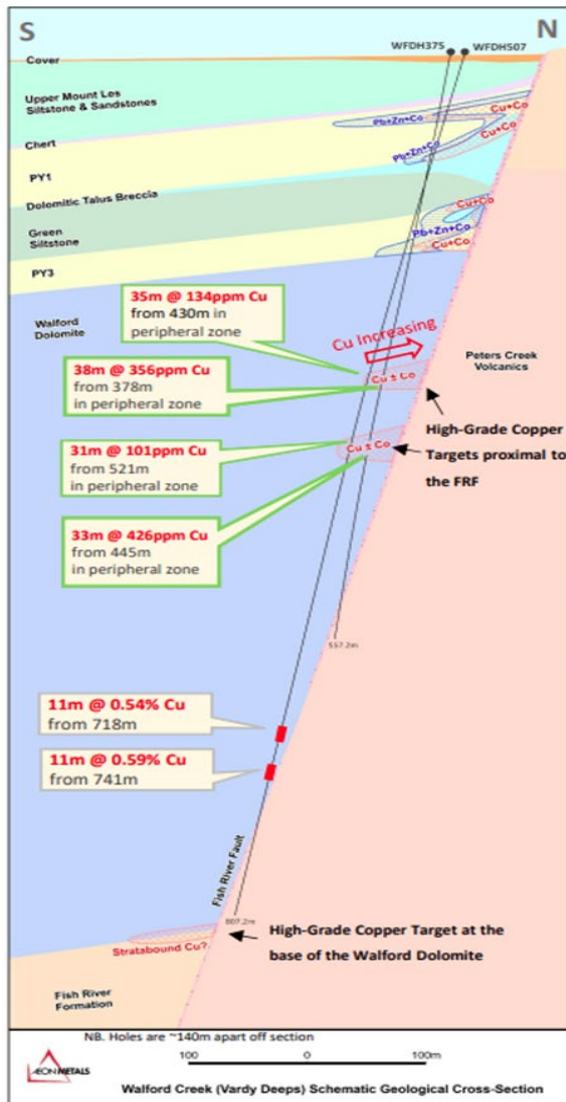 S
N
WFDH375
WFDH507
Cover
Upper Mount Les
Siltstone & Sandstones
Chert
PY1
Dolomitic Talus Breccia
Green
Siltstone
PY3
Pb+Zn+Co
Cu+Co
Cu+Co
Pb+Zn+Co
Cu+Co
Pb+Zn+Co
Cu+Co
Walford
Dolomite
35m @ 134ppm Cu
from 430m in
peripheral zone
Cu Increasing
38m @ 356ppm Cu
from 378m
in peripheral zone
Cu ± Co
Peters Creek
Volcanics
High-Grade Copper
Targets proximal to
the FRF
31m @ 101ppm Cu
from 521m
in peripheral zone
Cu ± Co
33m @ 426ppm Cu
from 445m
in peripheral zone
557.2m
11m @ 0.54% Cu
from 718m
11m @ 0.59% Cu
from 741m
Fish River Fault
807.2m
High-Grade Copper Target at the
base of the Walford Dolomite
Stratabound Cu?
Fish River
Formation
NB. Holes are ~140m apart off section
100
0
100m
ÆON METALS
Walford Creek (Vardy Deeps) Schematic Geological Cross-Section